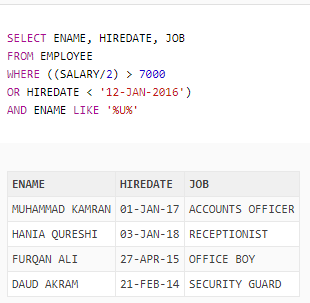 SELECT ENAME, HIREDATE, JOB
FROM EMPLOYEE
WHERE ((SALARY/2) > 7000
OR HIREDATE < '12-JAN-2016')
AND ENAME LIKE '%U%'
ENAME HIREDATE JOB
MUHAMMAD KAMRAN 01-JAN-17 ACCOUNTS OFFICER
HANIA QURESHI 03-JAN-18 RECEPTIONIST
FURQAN ALI 27-APR-15 OFFICE BOY
DAUD AKRAM 21-FEB-14 SECURITY GUARD